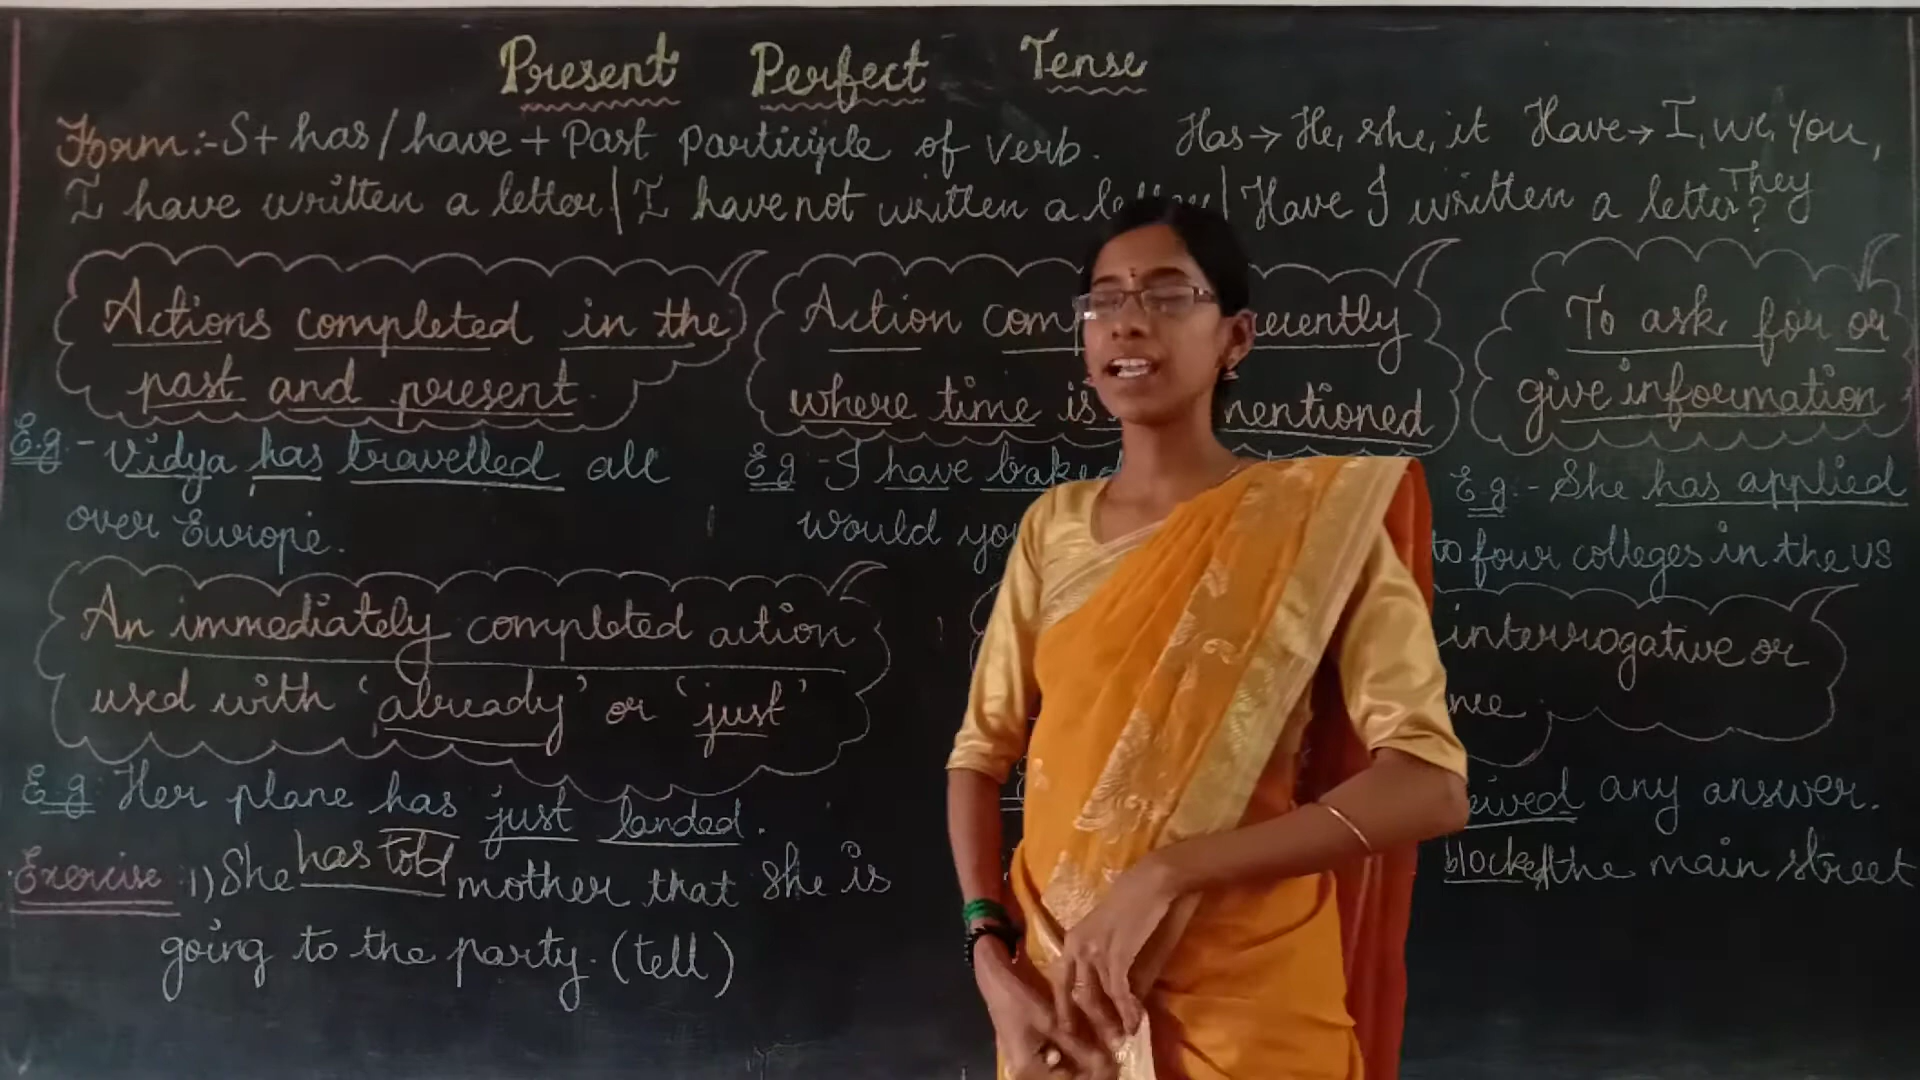 Present Perfect Tense
Form:- S+ has/have + Past Participle of verb. Has→ He, she, it Have→ I, we, you,
They
I have written a letter | I have not written a | Have I written a letter?
Actions completed in the
past and present
Action recently
where time is mentioned
To ask for or
give information
E.g - Vidya has travelled all
over Europe.
Eg - I have
would
E.g:- She has applied
to four colleges in the US
An immediately completed action
used with 'already' or 'just'
interrogative or
E.g Her plane has just landed.
any answer.
Exercise 1) She has told mother that she is
going to the party. (tell)
blocked the main street